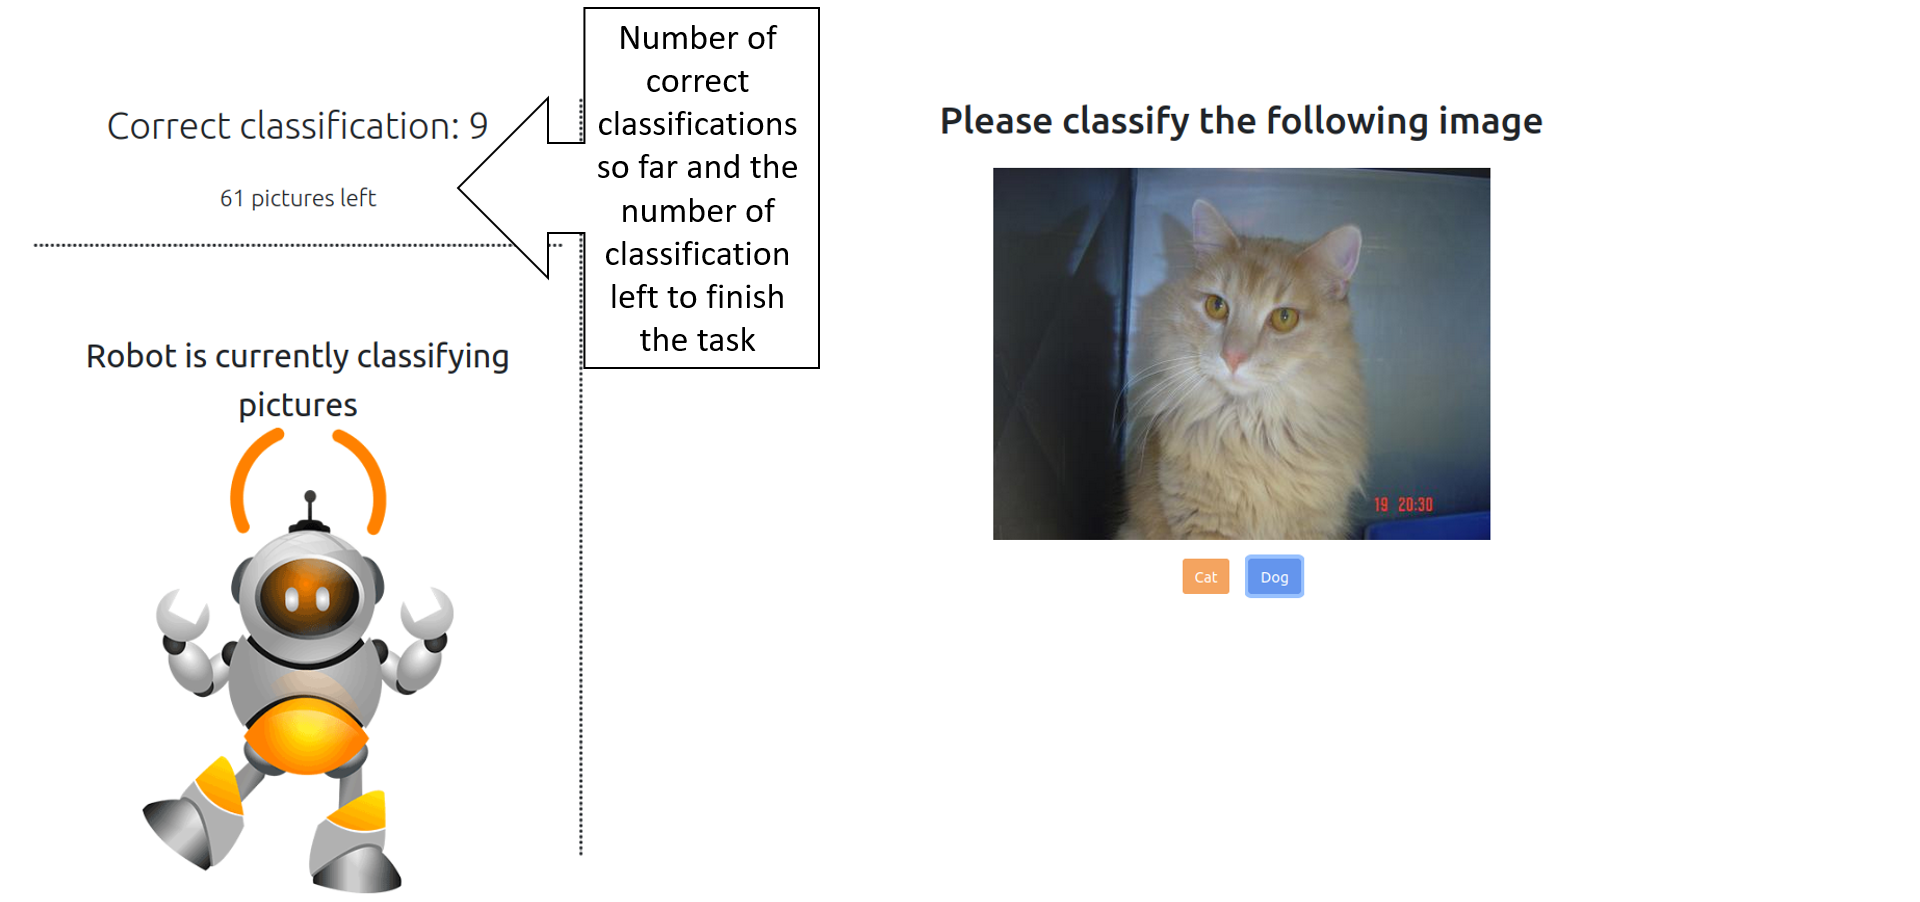 Correct classification: 9
61 pictures left
Number of
correct
classifications
so far and the
number of
classification
left to finish
the task
Robot is currently classifying
pictures
Please classify the following image
19 20:30
Cat
Dog